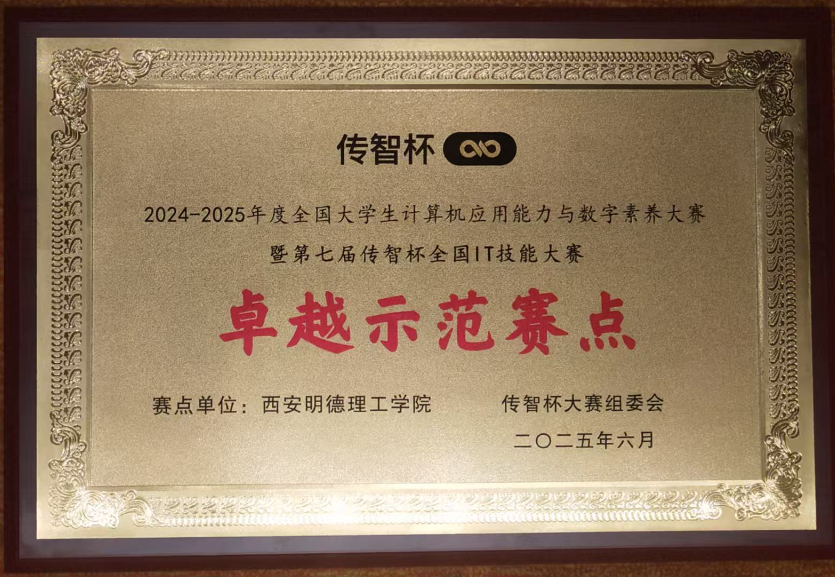 传智杯
2024-2025年度全国大学生计算机应用能力与数字素养大赛
暨第七届传智杯全国IT技能大赛
卓越示范赛点
赛点单位：西安明德理工学院
传智杯大赛组委会
二〇二五年六月